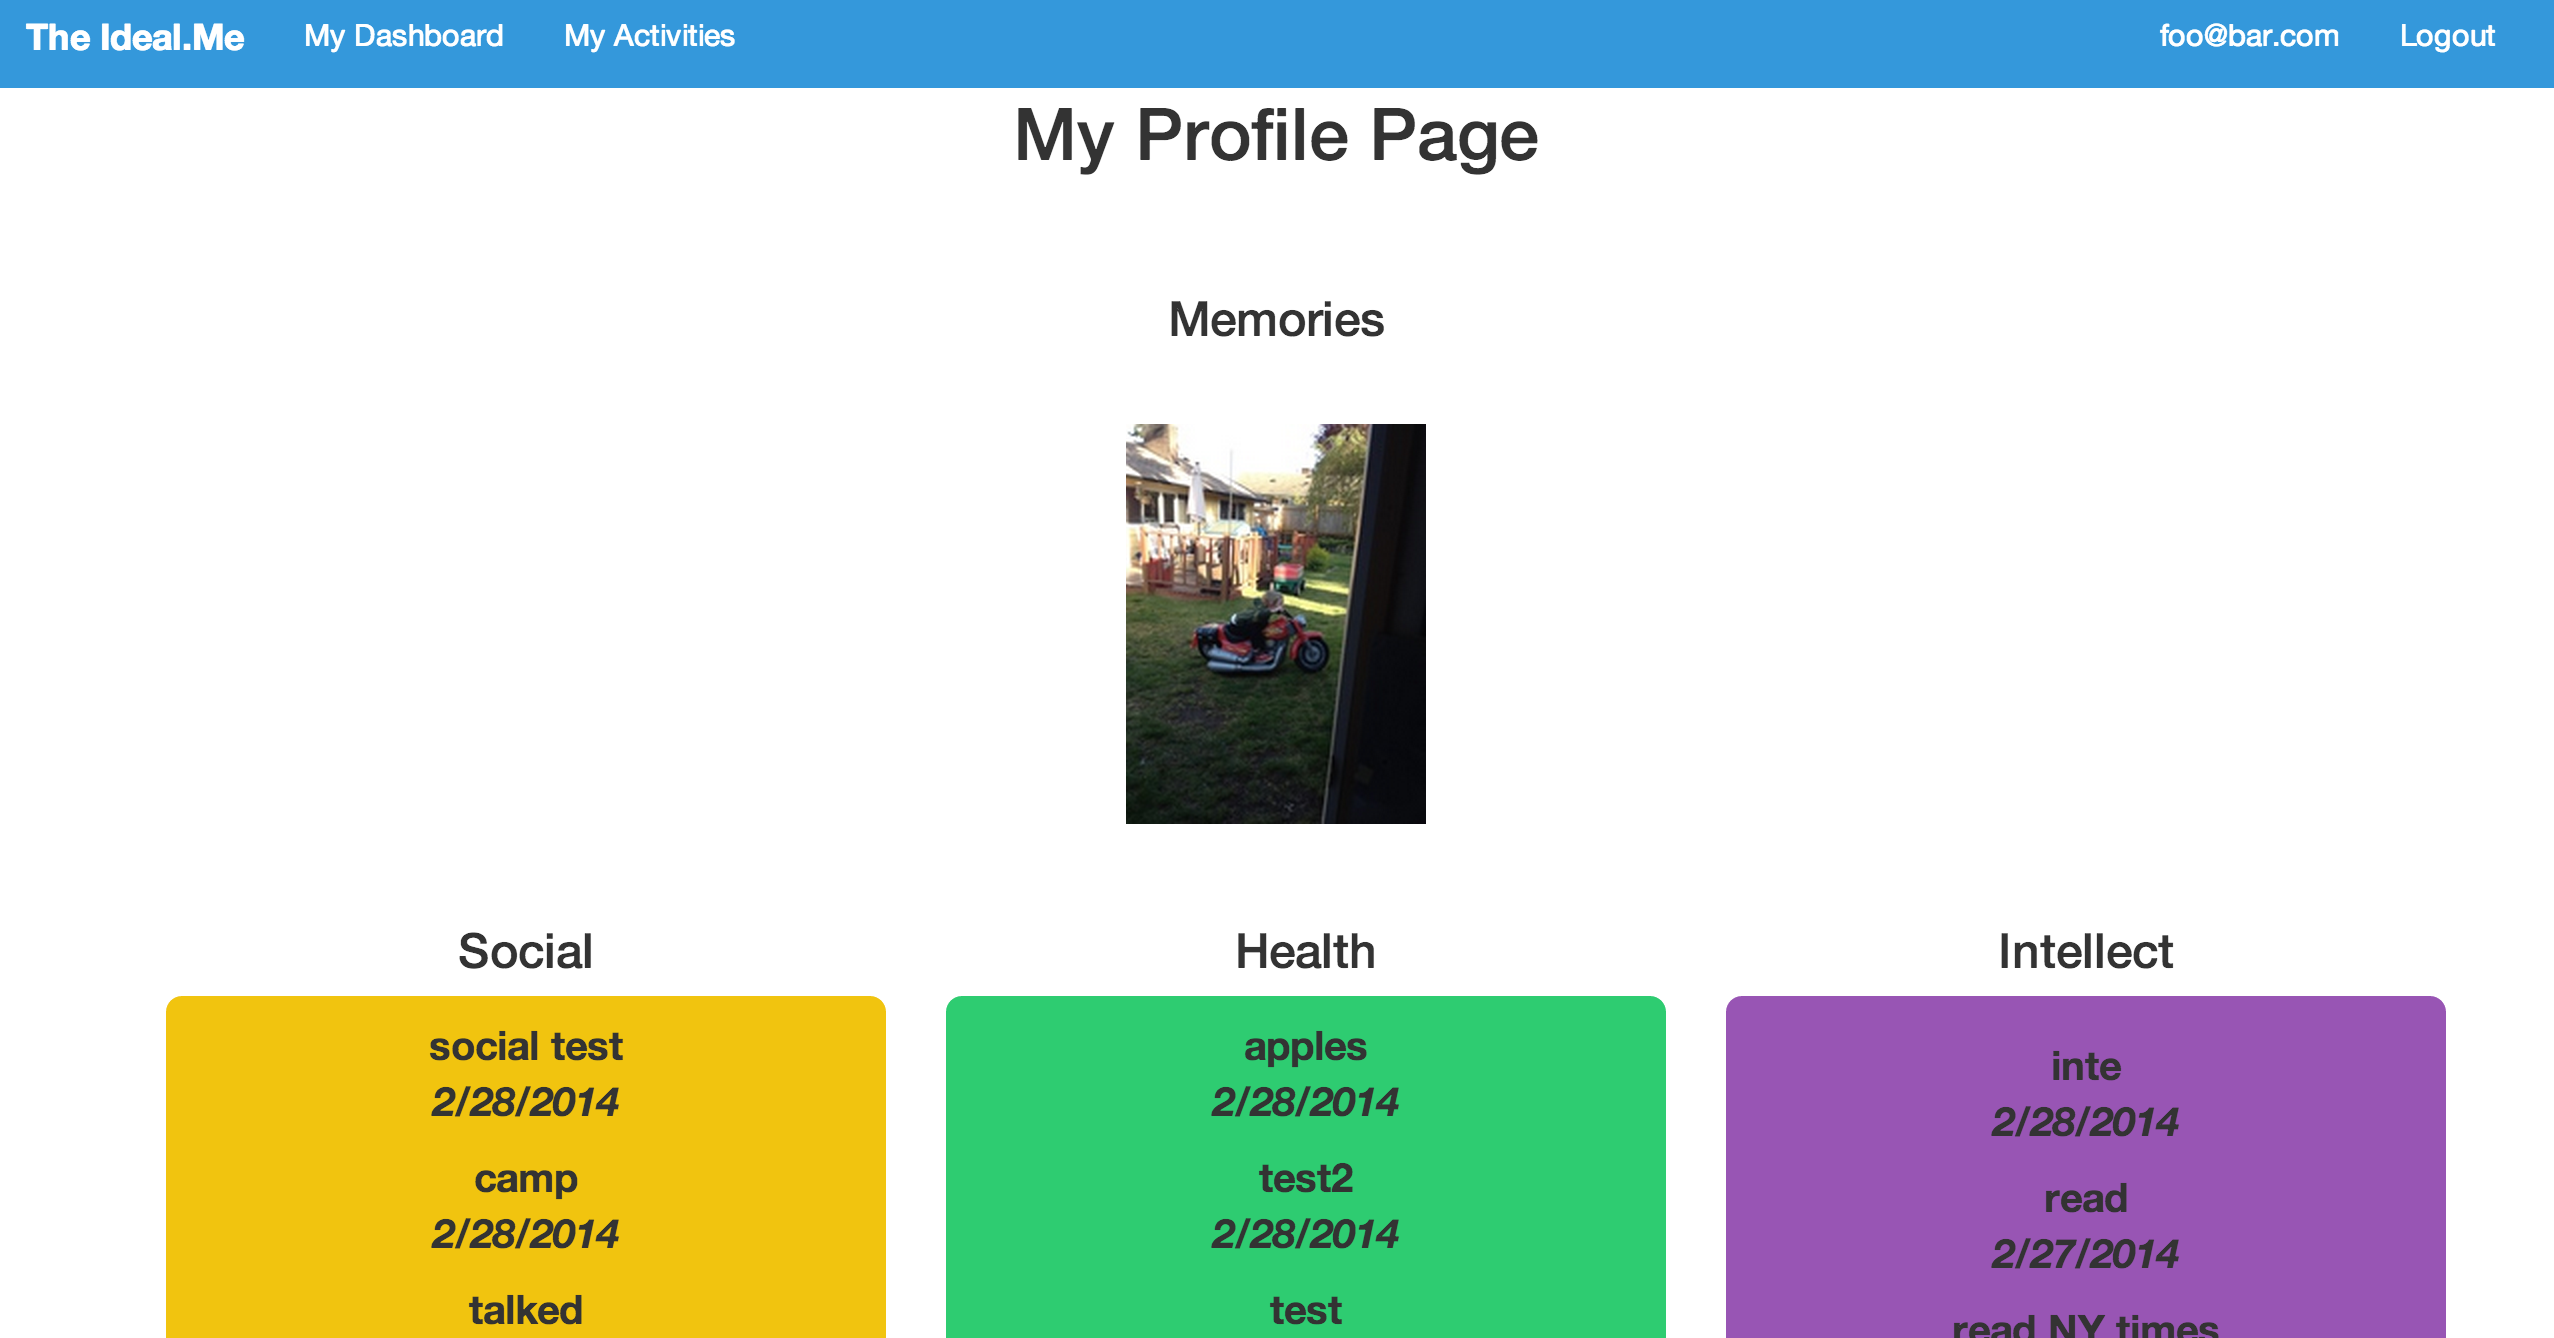 The Ideal.Me My Dashboard My Activities foo@bar.com Logout
My Profile Page
Memories
Social
social test
2/28/2014
camp
2/28/2014
talked
Health
apples
2/28/2014
test2
2/28/2014
test
Intellect
inte
2/28/2014
read
2/27/2014
read NY times